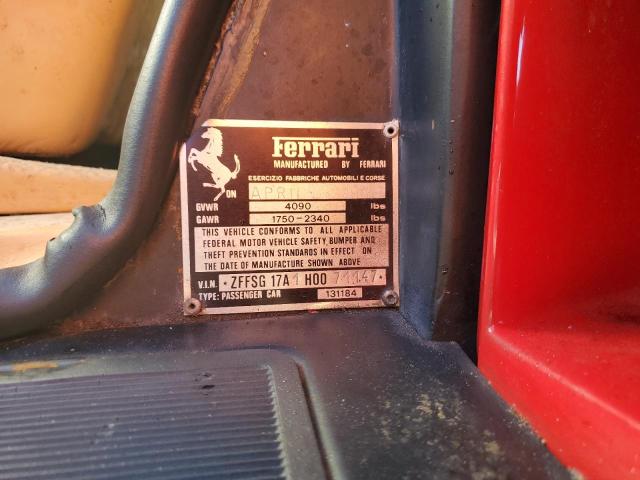 Ferrari
MANUFACTURED BY FERRARI
ESERCIZIO FABBRICHE AUTOMOBILI E CORSE
ON APRIL
GVWR 4090 lbs
GAWR 1750-2340 lbs
THIS VEHICLE CONFORMS TO ALL APPLICABLE
FEDERAL MOTOR VEHICLE SAFETY, BUMPER AND
THEFT PREVENTION STANDARDS IN EFFECT ON
THE DATE OF MANUFACTURE SHOWN ABOVE
V.I.N. • ZFFSG 17A1 H00 71147 •
TYPE: PASSENGER CAR 131184